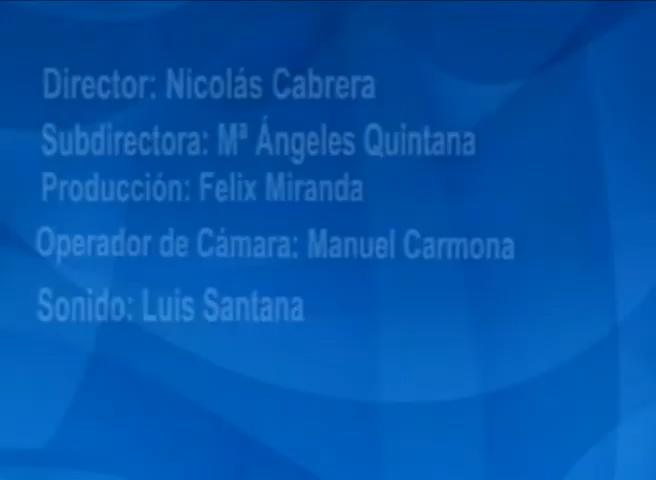 Director: Nicolás Cabrera
Subdirectora: Mª Ángeles Quintana
Producción: Felix Miranda
Operador de Cámara: Manuel Carmona
Sonido: Luis Santana